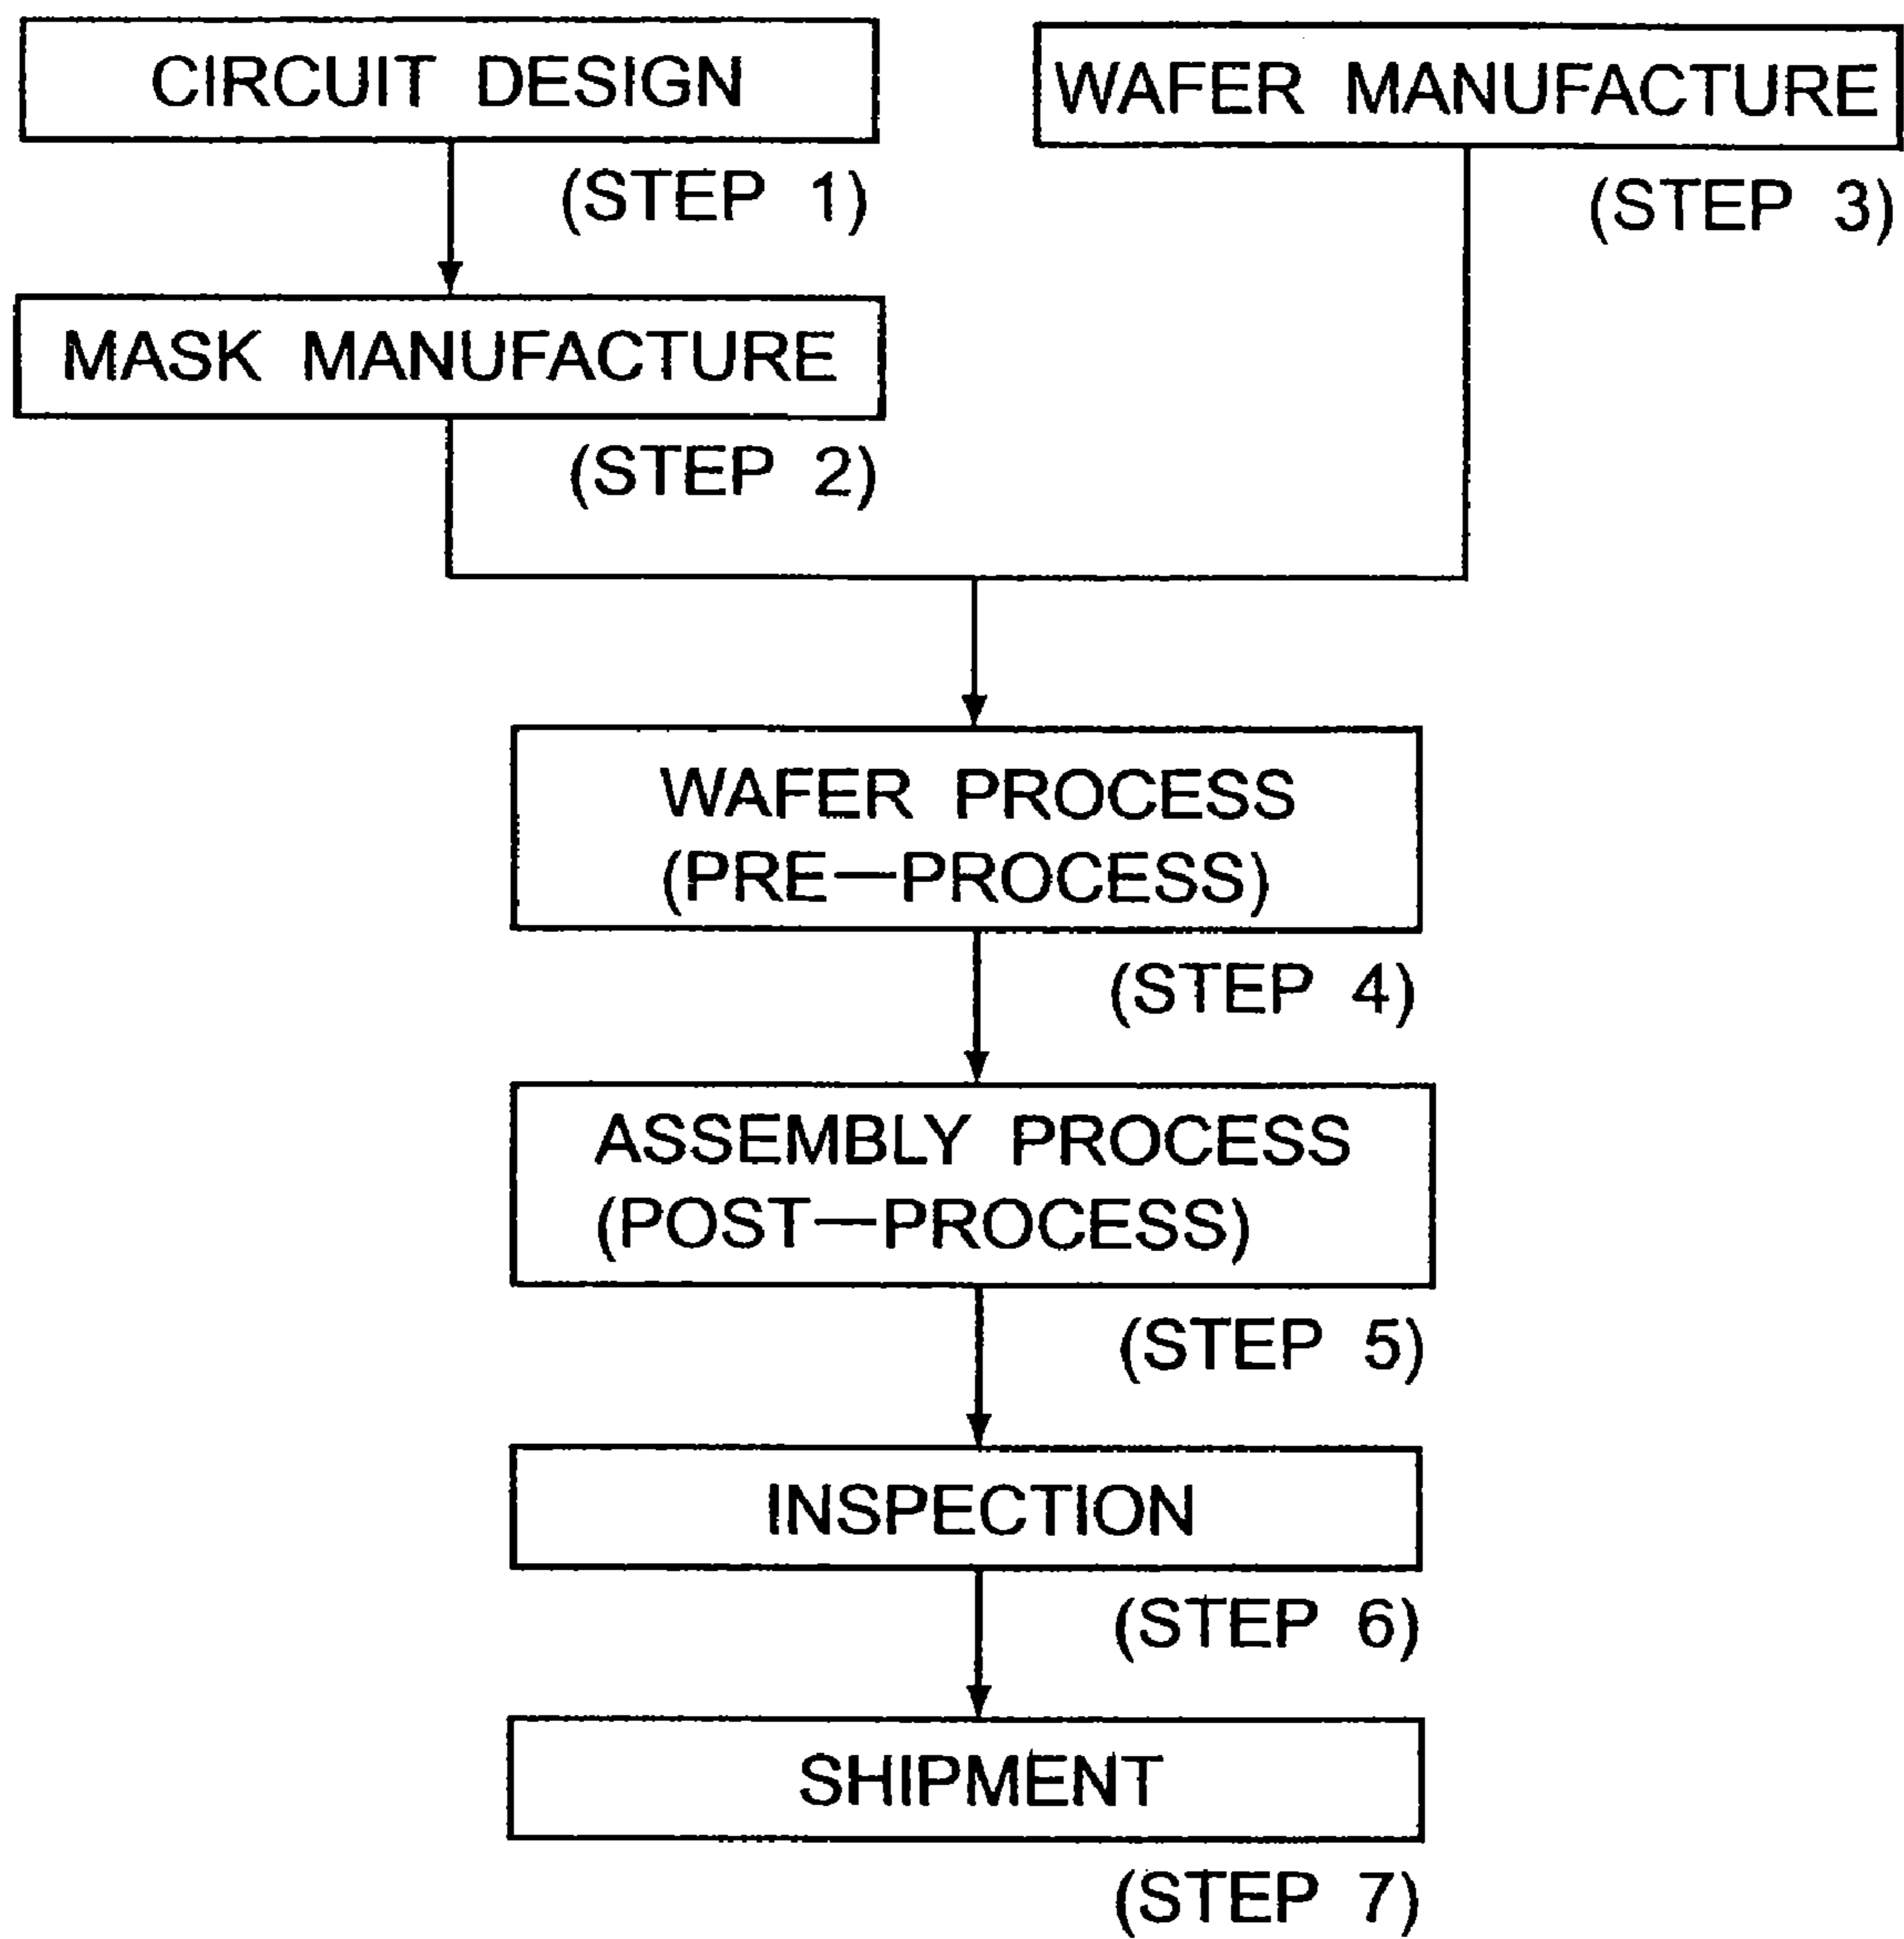 CIRCUIT DESIGN
(STEP 1)
MASK MANUFACTURE
(STEP 2)
WAFER MANUFACTURE
(STEP 3)
WAFER PROCESS
(PRE—PROCESS)
(STEP 4)
ASSEMBLY PROCESS
(POST—PROCESS)
(STEP 5)
INSPECTION
(STEP 6)
SHIPMENT
(STEP 7)